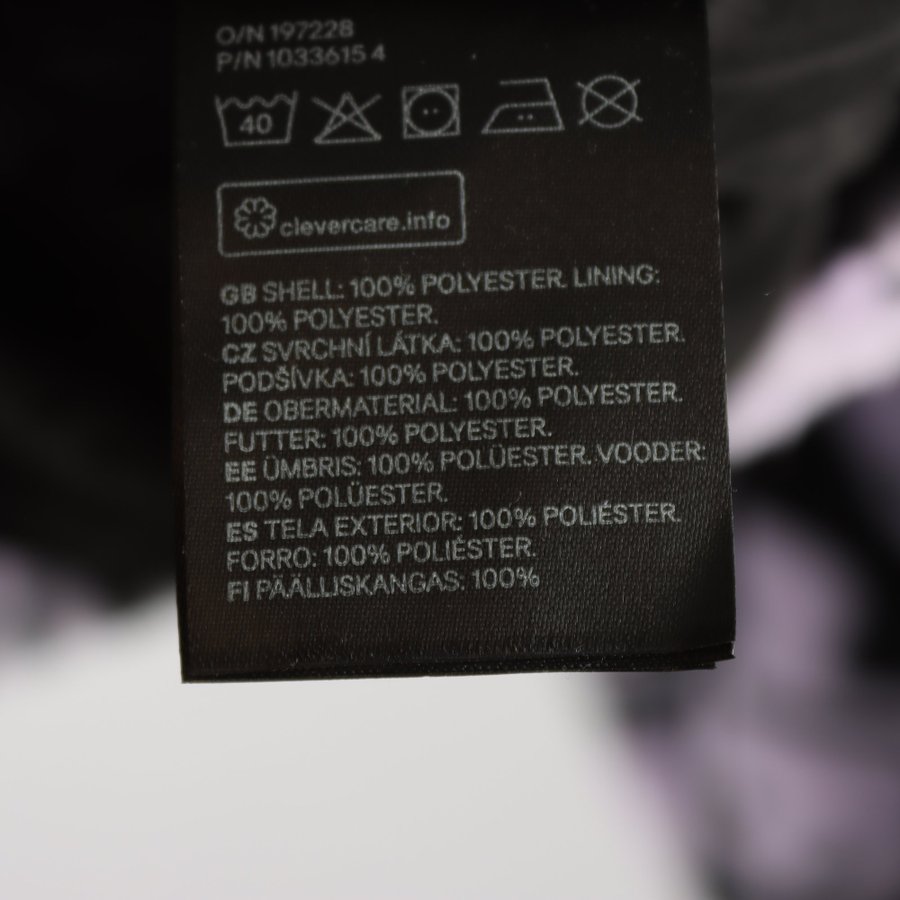 O/N 197228
P/N 1033615 4
40
clevercare.info
GB SHELL: 100% POLYESTER. LINING:
100% POLYESTER.
CZ SVRCHNÍ LÁTKA: 100% POLYESTER.
PODŠÍVKA: 100% POLYESTER.
DE OBERMATERIAL: 100% POLYESTER.
FUTTER: 100% POLYESTER.
EE ÜMBRIS: 100% POLÜESTER. VOODER:
100% POLÜESTER.
ES TELA EXTERIOR: 100% POLIÉSTER.
FORRO: 100% POLIÉSTER.
FI PÄÄLLISKANGAS: 100%